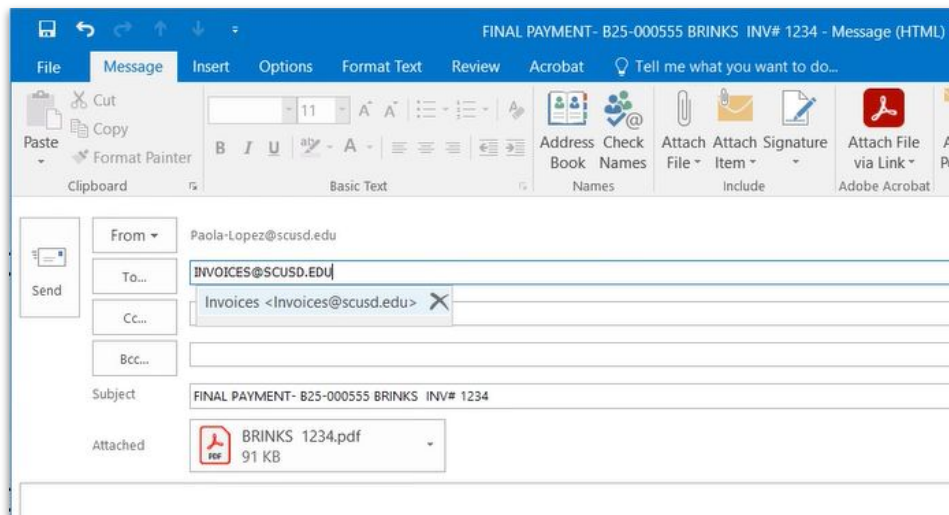 FINAL PAYMENT- B25-000555 BRINKS INV# 1234 - Message (HTML)
File Message Insert Options Format Text Review Acrobat Tell me what you want to do...
Cut
Copy
Format Painter
Paste
Clipboard
11 A A A
B I U aby A
Basic Text
Address Book
Check Names
Names
Attach File
Attach Item
Signature
Include
Attach File via Link
Adobe Acrobat
Send
From Paola-Lopez@scusd.edu
To... INVOICES@SCUSD.EDU
Invoices <Invoices@scusd.edu>
Cc...
Bcc...
Subject FINAL PAYMENT- B25-000555 BRINKS INV# 1234
Attached
PDF
BRINKS 1234.pdf
91 KB